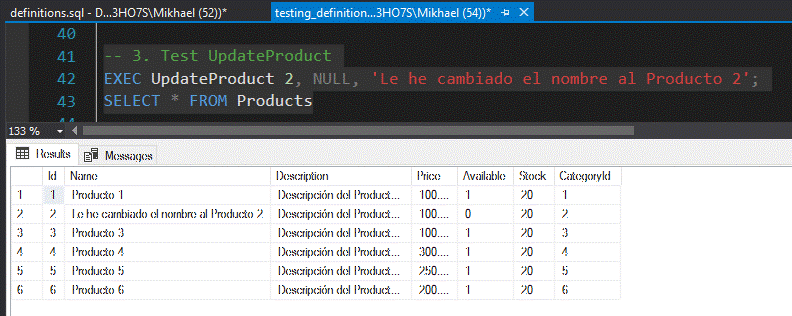 definitions.sql - D...3HO7S\Mikhael (52))* testing_definition...3HO7S\Mikhael (54))*
40
41 -- 3. Test UpdateProduct
42 EXEC UpdateProduct 2, NULL, 'Le he cambiado el nombre al Producto 2';
43 SELECT * FROM Products
133 %
Results Messages
Id Name Description Price Available Stock CategoryId
1 1 Producto 1 Descripción del Product... 100.... 1 20 1
2 2 Le he cambiado el nombre al Producto 2 Descripción del Product... 100.... 0 20 2
3 3 Producto 3 Descripción del Product... 100.... 1 20 3
4 4 Producto 4 Descripción del Product... 300.... 1 20 4
5 5 Producto 5 Descripción del Product... 250.... 1 20 5
6 6 Producto 6 Descripción del Product... 200.... 1 20 6